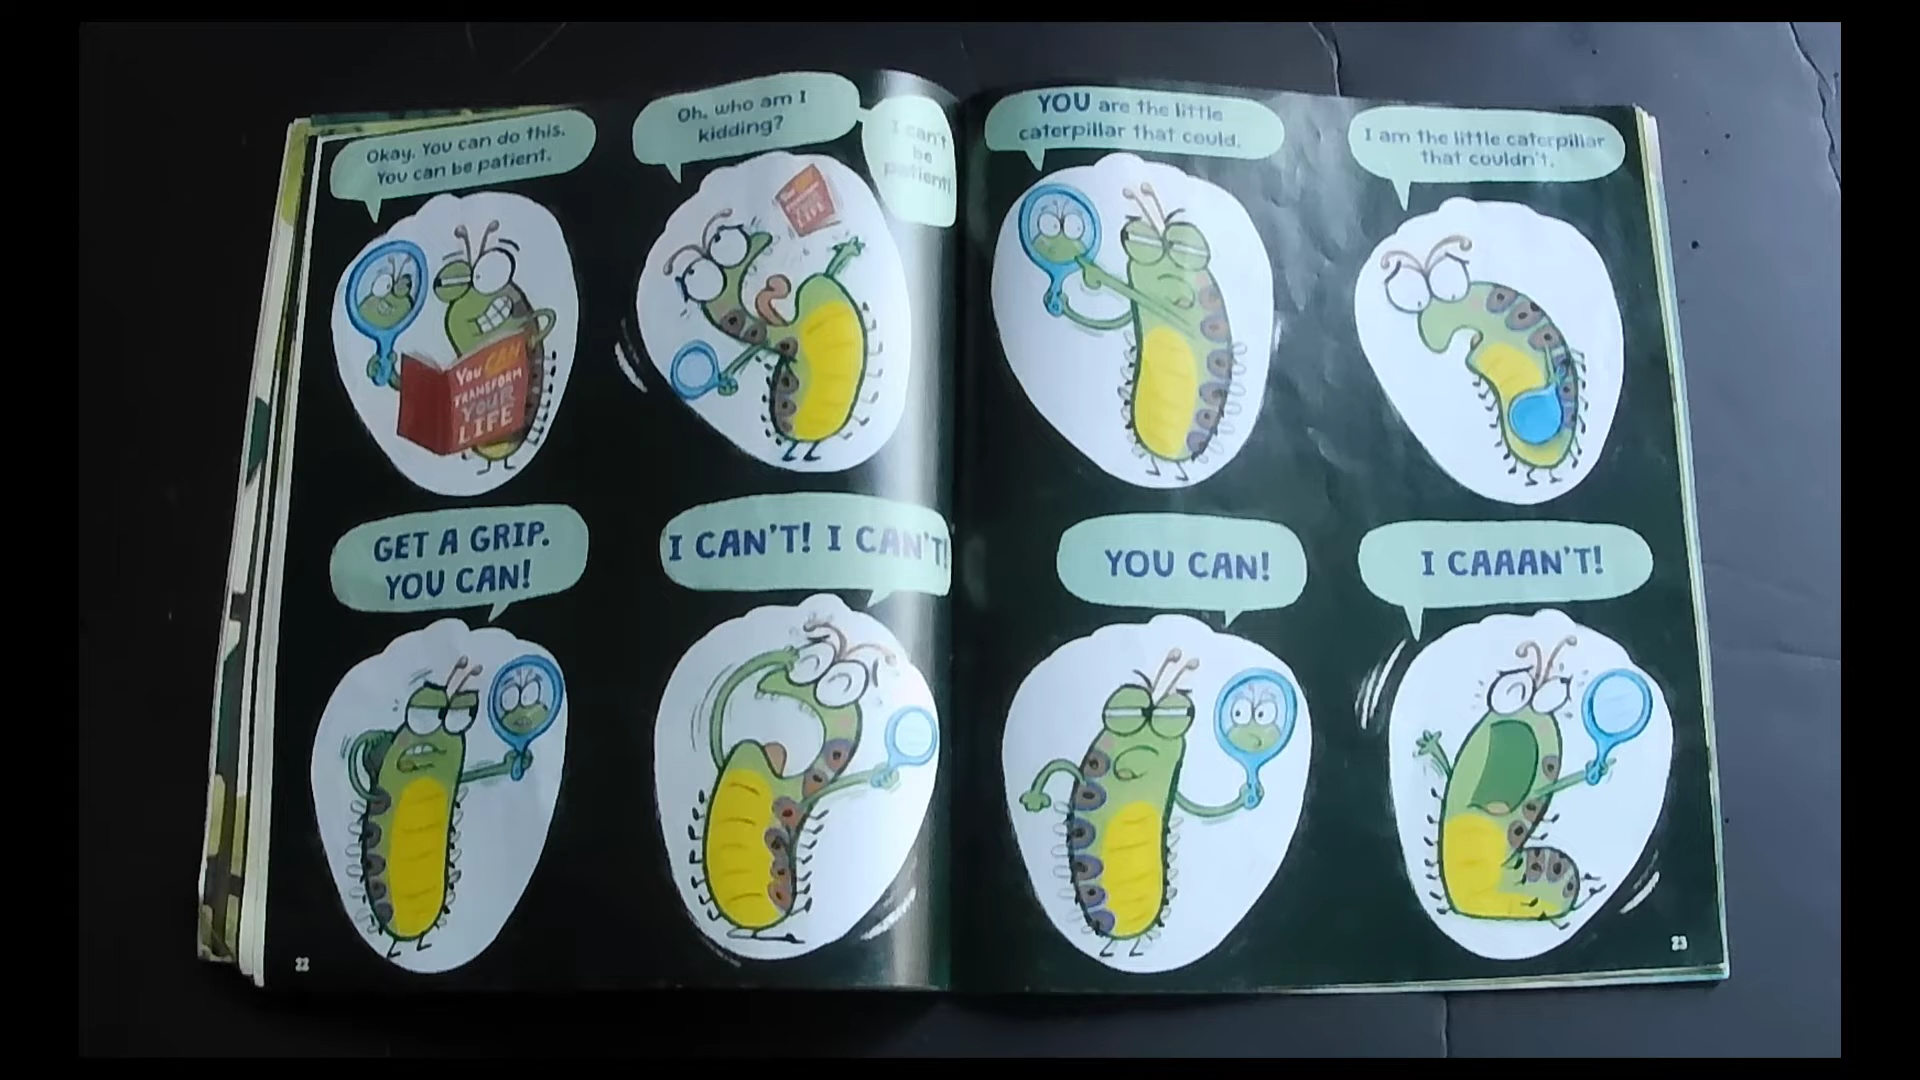 Okay. You can do this.
You can be patient.
YOU CAN
TRANSFORM
YOUR
LIFE
Oh, who am I
kidding?
I can't
be
patient!
LIFE
GET A GRIP.
YOU CAN!
I CAN'T! I CAN'T!
22
YOU are the little
caterpillar that could.
I am the little caterpillar
that couldn't.
YOU CAN!
I CAAAN'T!
23